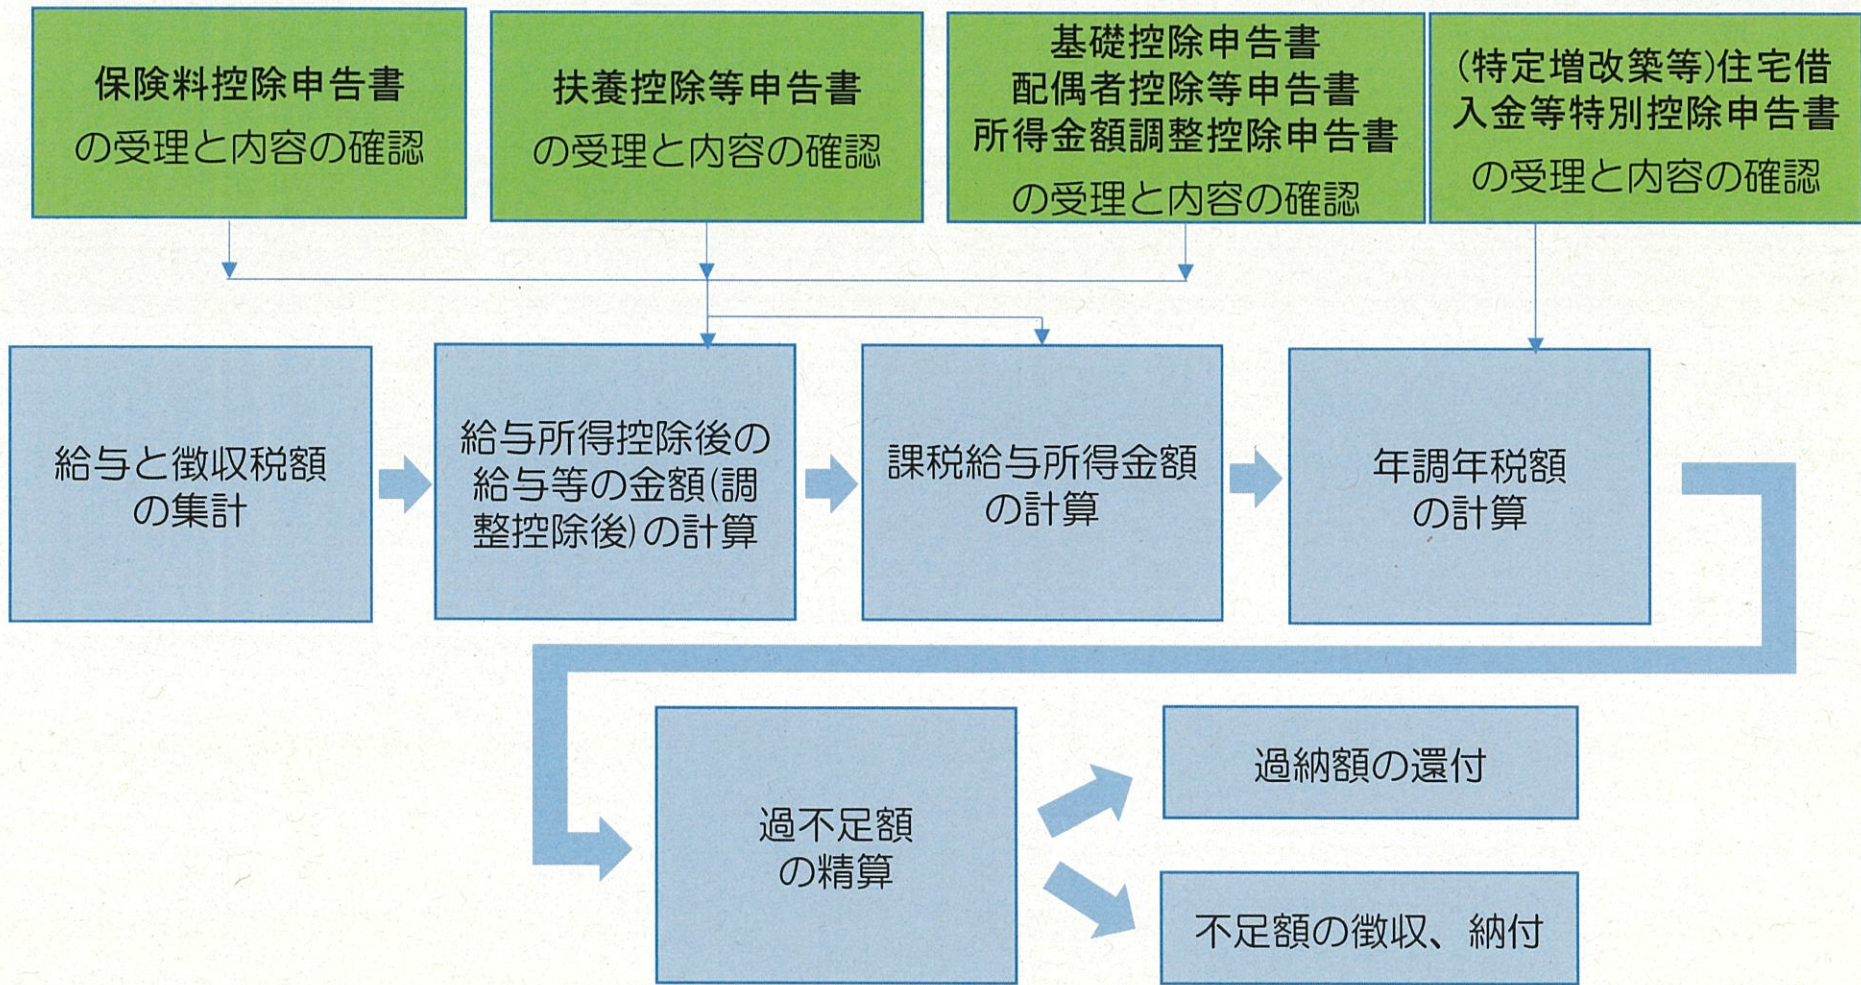 保険料控除申告書
の受理と内容の確認
扶養控除等申告書
の受理と内容の確認
基礎控除申告書
配偶者控除等申告書
所得金額調整控除申告書
の受理と内容の確認
(特定増改築等)住宅借
入金等特別控除申告書
の受理と内容の確認
給与と徴収税額
の集計
給与所得控除後の
給与等の金額(調
整控除後)の計算
課税給与所得金額
の計算
年調年税額
の計算
過不足額
の精算
過納額の還付
不足額の徴収、納付